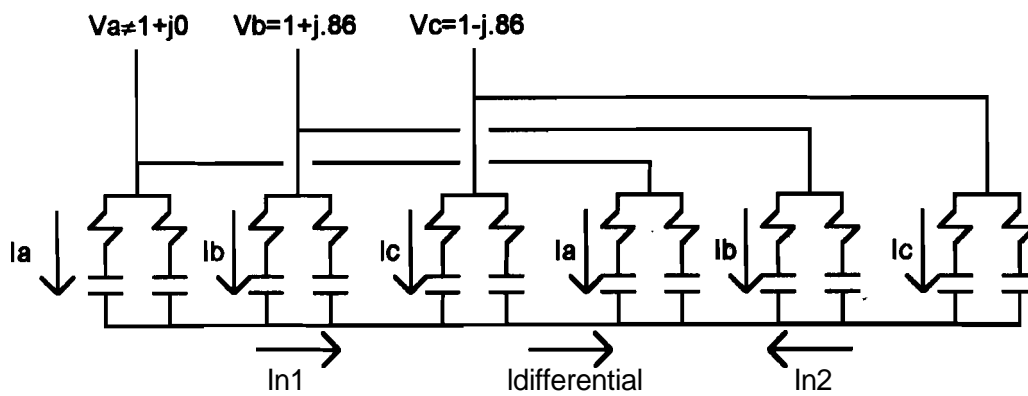 Va≠1+j0 Vb=1+j.86 Vc=1-j.86
Ia Ib Ic Ia Ib Ic
In1 Idifferential In2